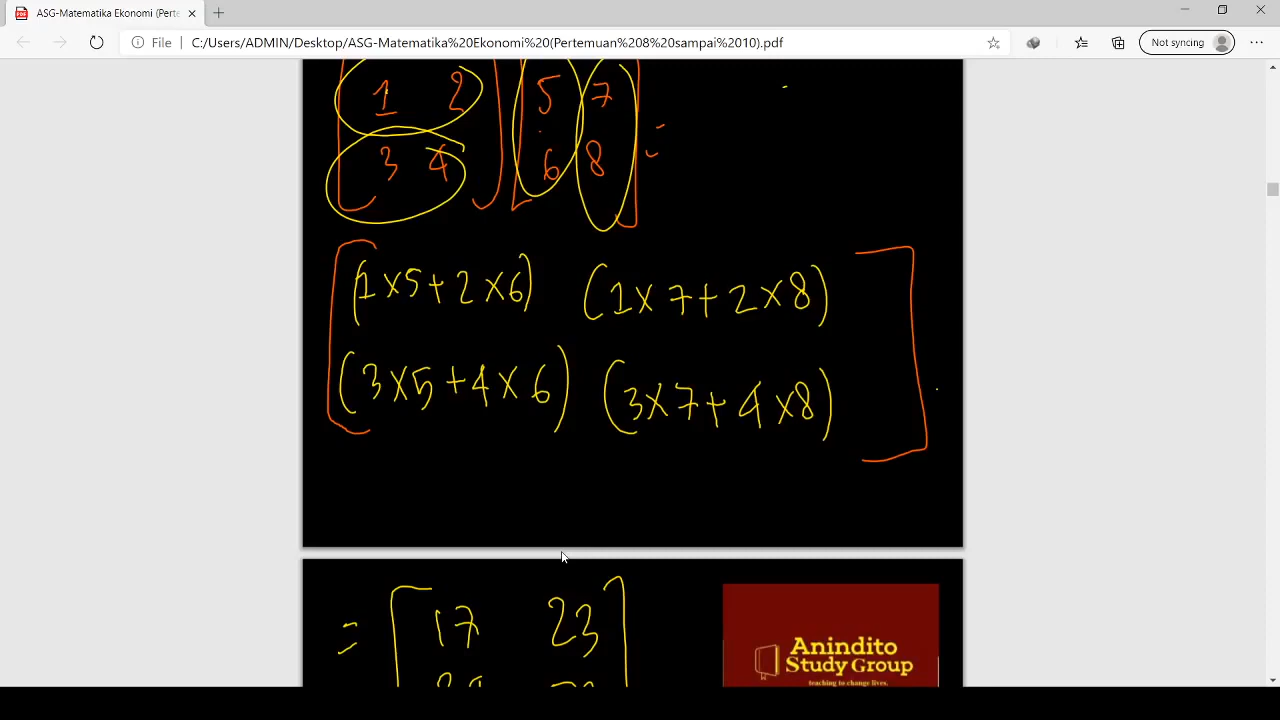 ASG-Matematika Ekonomi (Perte
File C:/Users/ADMIN/Desktop/ASG-Matematika%20Ekonomi%20(Pertemuan%208%20sampai%2010).pdf Not syncing
1 2 5 7
3 4 6 8 =
(1x5+2x6) (1x7+2x8)
(3x5+4x6) (3x7+4x8)
= 17 23
Anindito
Study Group
teaching to change lives.